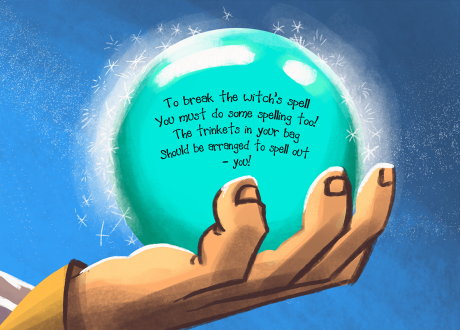 To break the witch's spell
You must do some spelling too!
The trinkets in your bag
Should be arranged to spell out
- you!